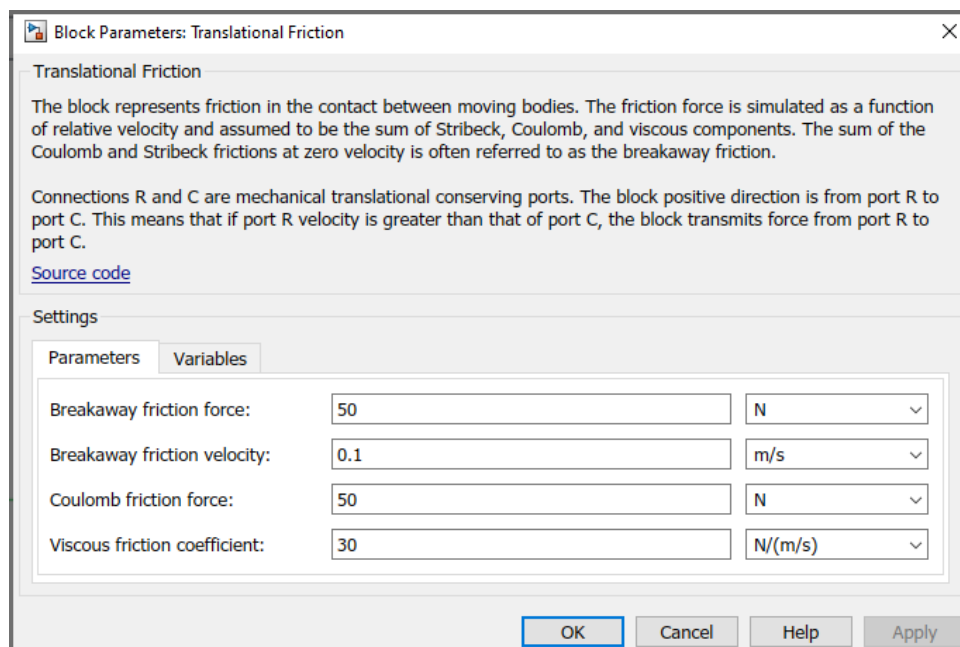 Block Parameters: Translational Friction
Translational Friction
The block represents friction in the contact between moving bodies. The friction force is simulated as a function
of relative velocity and assumed to be the sum of Stribeck, Coulomb, and viscous components. The sum of the
Coulomb and Stribeck frictions at zero velocity is often referred to as the breakaway friction.
Connections R and C are mechanical translational conserving ports. The block positive direction is from port R to
port C. This means that if port R velocity is greater than that of port C, the block transmits force from port R to
port C.
Source code
Settings
Parameters Variables
Breakaway friction force: 50 N
Breakaway friction velocity: 0.1 m/s
Coulomb friction force: 50 N
Viscous friction coefficient: 30 N/(m/s)
OK Cancel Help Apply